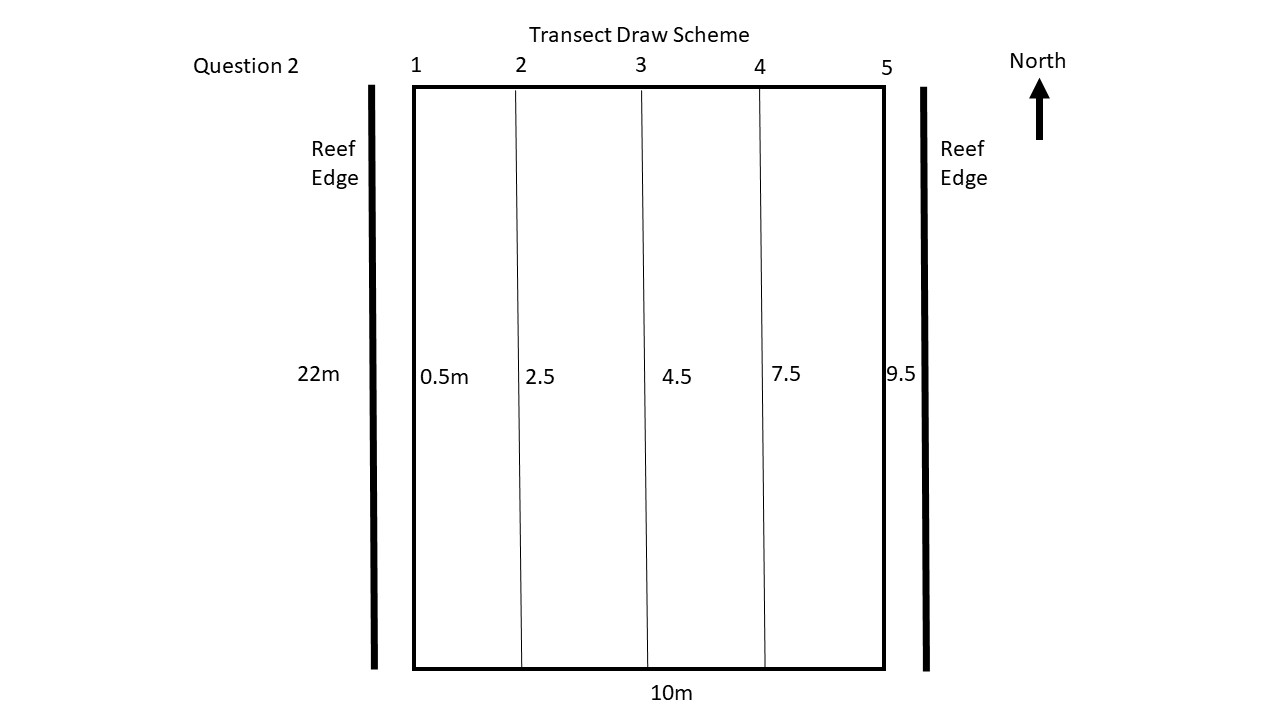 Transect Draw Scheme
Question 2
1 2 3 4 5
North
Reef
Edge
Reef
Edge
22m
0.5m 2.5 4.5 7.5 9.5
10m